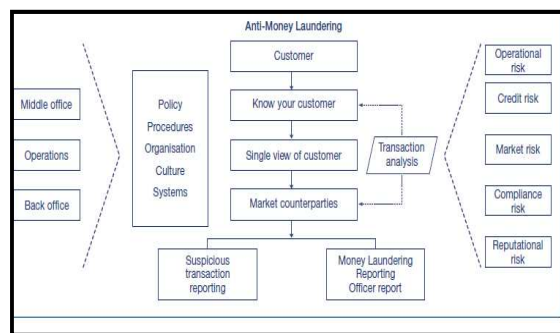 Anti-Money Laundering
Middle office
Operations
Back office
Policy
Procedures
Organisation
Culture
Systems
Customer
Know your customer
Single view of customer
Market counterparties
Suspicious
transaction
reporting
Money Laundering
Reporting
Officer report
Transaction
analysis
Operational
risk
Credit risk
Market risk
Compliance
risk
Reputational
risk